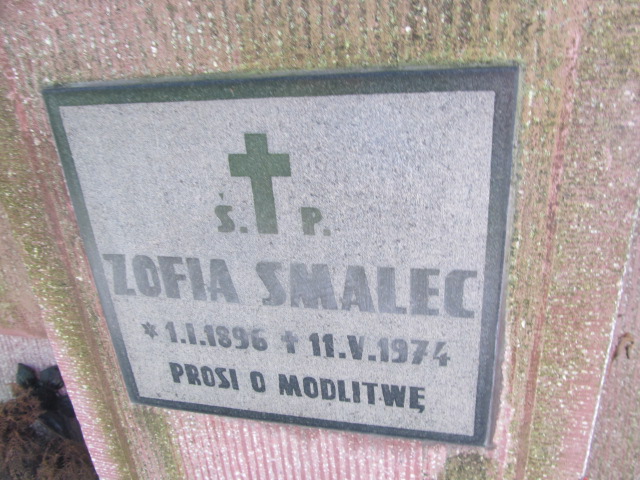 Ś. P.
ZOFIA SMALEC
* 1.I.1896 ✝ 11.V.1974
PROSI O MODLITWĘ